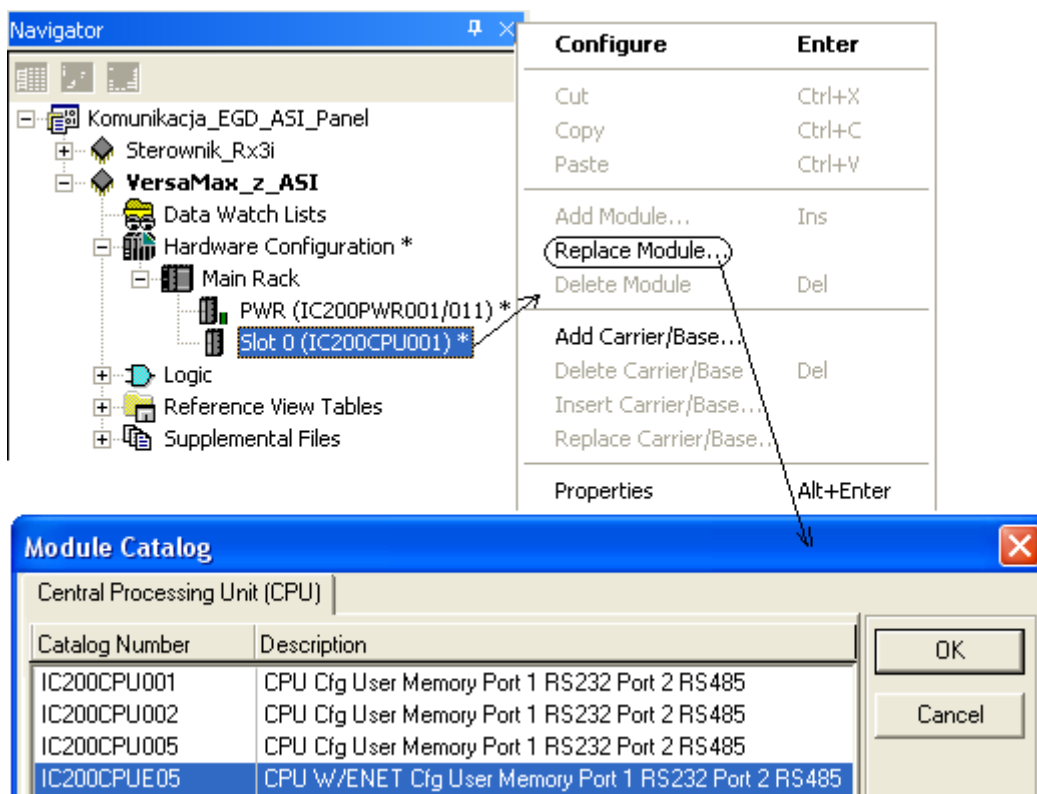 Navigator
Komunikacja_EGD_ASI_Panel
Sterownik_Rx3i
VersaMax_z_ASI
Data Watch Lists
Hardware Configuration *
Main Rack
PWR (IC200PWR001/011) *
Slot 0 (IC200CPU001) *
Logic
Reference View Tables
Supplemental Files
Configure Enter
Cut Ctrl+X
Copy Ctrl+C
Paste Ctrl+V
Add Module... Ins
Replace Module...
Delete Module Del
Add Carrier/Base...
Delete Carrier/Base Del
Insert Carrier/Base...
Replace Carrier/Base...
Properties Alt+Enter
Module Catalog
Central Processing Unit (CPU)
Catalog Number Description
IC200CPU001 CPU Cfg User Memory Port 1 RS232 Port 2 RS485
IC200CPU002 CPU Cfg User Memory Port 1 RS232 Port 2 RS485
IC200CPU005 CPU Cfg User Memory Port 1 RS232 Port 2 RS485
IC200CPUE05 CPU W/ENET Cfg User Memory Port 1 RS232 Port 2 RS485
OK
Cancel